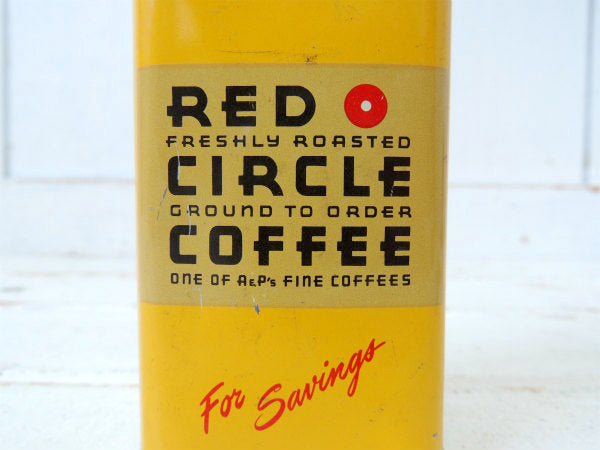 RED
FRESHLY ROASTED
CIRCLE
GROUND TO ORDER
COFFEE
ONE OF A&P's FINE COFFEES
For Savings